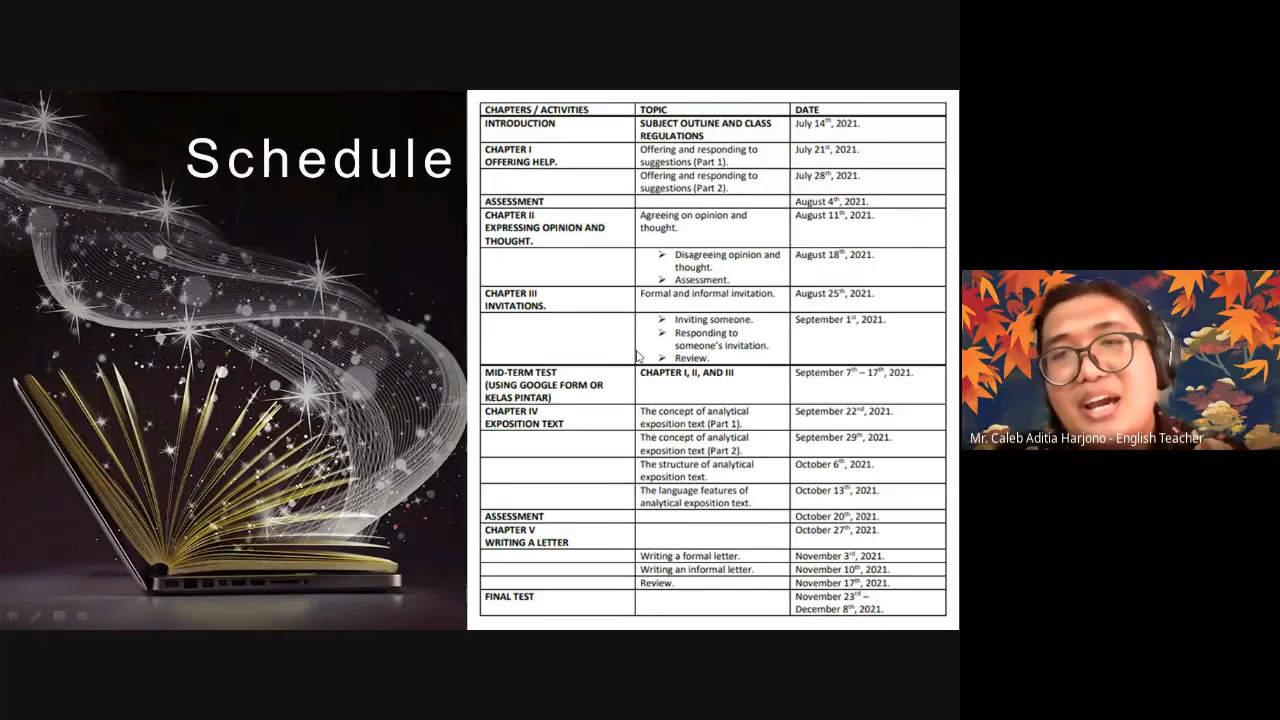 Schedule
CHAPTERS / ACTIVITIES TOPIC DATE
INTRODUCTION SUBJECT OUTLINE AND CLASS July 14th, 2021.
REGULATIONS
CHAPTER I Offering and responding to July 21st, 2021.
OFFERING HELP. suggestions (Part 1).
Offering and responding to July 28th, 2021.
suggestions (Part 2).
ASSESSMENT August 4th, 2021.
CHAPTER II Agreeing on opinion and August 11th, 2021.
EXPRESSING OPINION AND thought.
THOUGHT.
➢ Disagreeing opinion and August 18th, 2021.
thought.
➢ Assessment.
CHAPTER III Formal and informal invitation. August 25th, 2021.
INVITATIONS.
➢ Inviting someone. September 1st, 2021.
➢ Responding to
someone's invitation.
➢ Review.
MID-TERM TEST CHAPTER I, II, AND III September 7th – 17th, 2021.
(USING GOOGLE FORM OR
KELAS PINTAR)
CHAPTER IV The concept of analytical September 22nd, 2021.
EXPOSITION TEXT exposition text (Part 1).
The concept of analytical September 29th, 2021.
exposition text (Part 2).
The structure of analytical October 6th, 2021.
exposition text.
The language features of October 13th, 2021.
analytical exposition text.
ASSESSMENT October 20th, 2021.
CHAPTER V October 27th, 2021.
WRITING A LETTER
Writing a formal letter. November 3rd, 2021.
Writing an informal letter. November 10th, 2021.
Review. November 17th, 2021.
FINAL TEST November 23rd –
December 8th, 2021.
Mr. Caleb Aditia Harjono - English Teacher